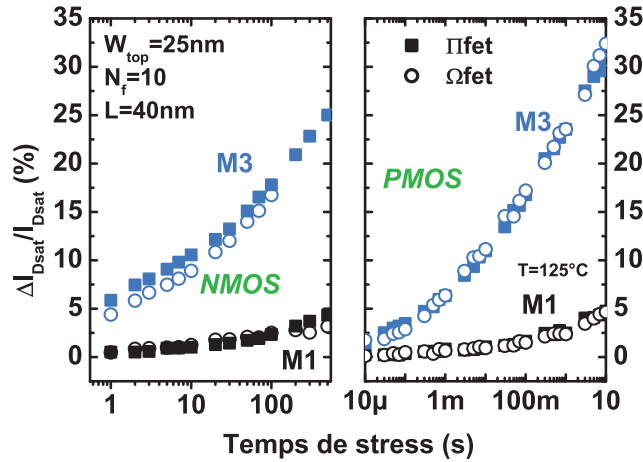 35
30
25
20
15
10
5
0
ΔI_Dsat/I_Dsat (%)
W_top=25nm
N_f=10
L=40nm
M3
NMOS
M1
1
10
100
Πfet
Ωfet
M3
PMOS
T=125°C
M1
35
30
25
20
15
10
5
0
10µ
1m
100m
10
Temps de stress (s)